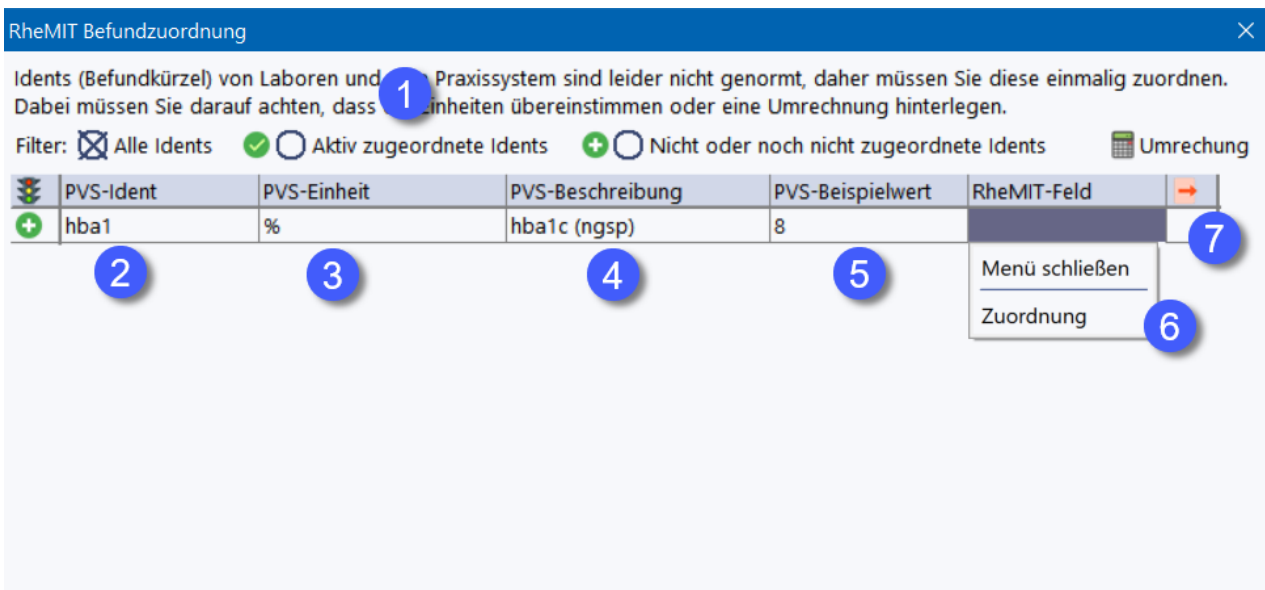 RheMIT Befundzuordnung
Idents (Befundkürzel) von Laboren und Praxissystem sind leider nicht genormt, daher müssen Sie diese einmalig zuordnen.
1
Dabei müssen Sie darauf achten, dass Einheiten übereinstimmen oder eine Umrechnung hinterlegen.
Filter: Alle Idents Aktiv zugeordnete Idents Nicht oder noch nicht zugeordnete Idents Umrechung
PVS-Ident PVS-Einheit PVS-Beschreibung PVS-Beispielwert RheMIT-Feld
hba1 % hba1c (ngsp) 8
7
2 3 4 5
Menü schließen
Zuordnung
6